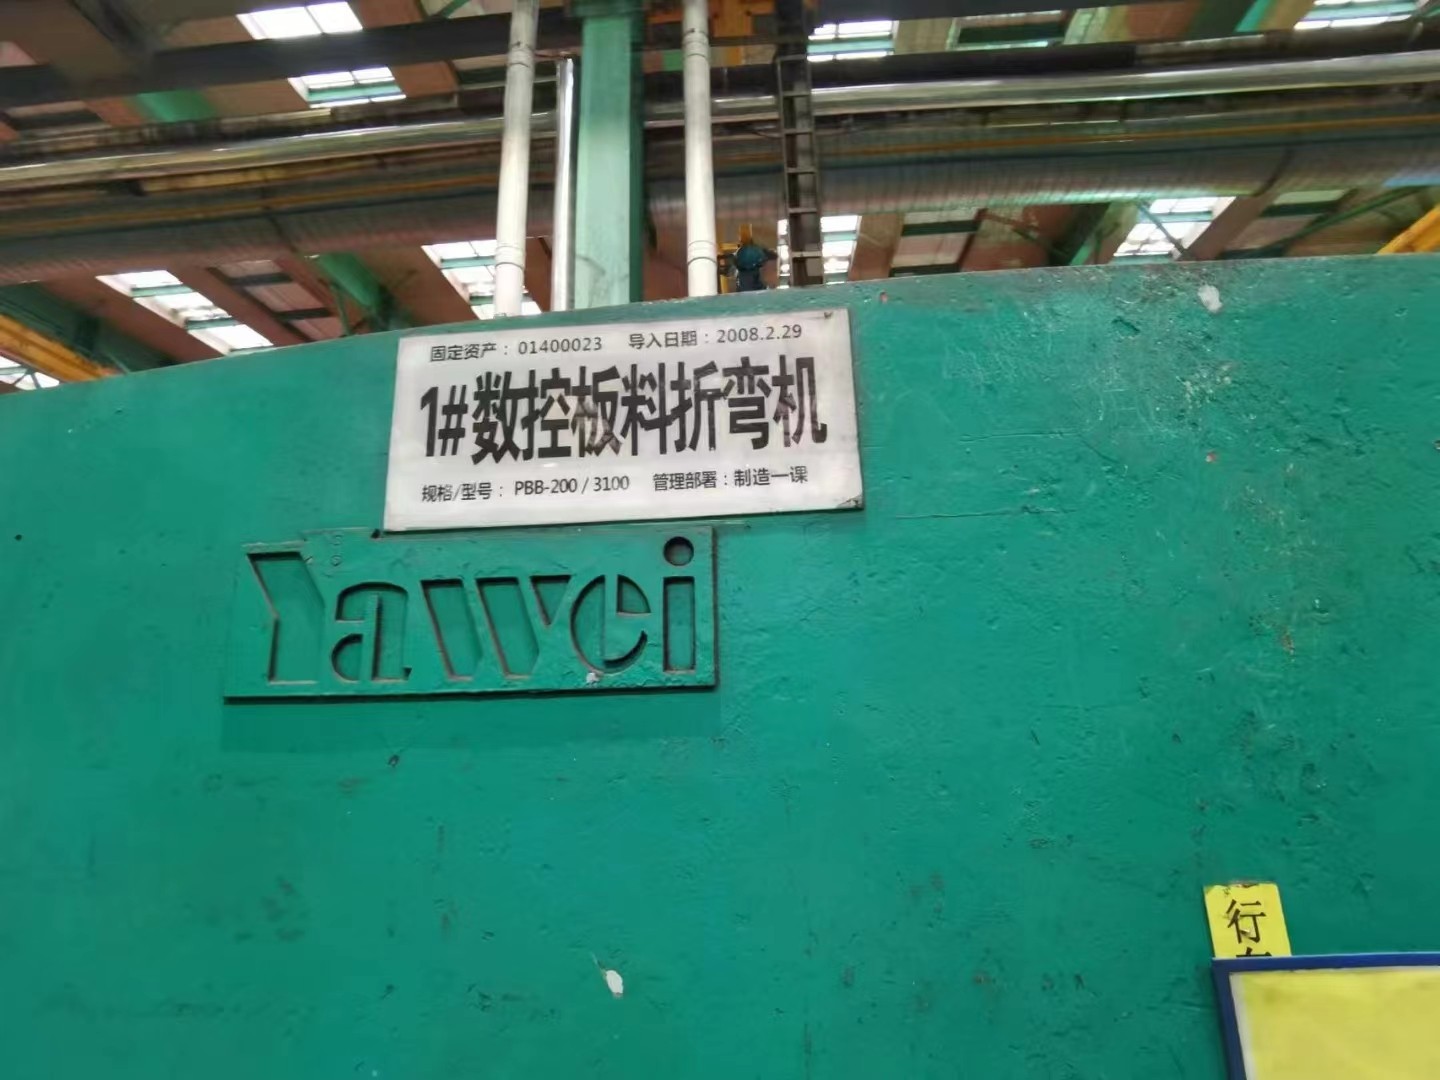 固定资产：01400023 导入日期：2008.2.29
1#数控板料折弯机
规格/型号：PBB-200/3100 管理部署：制造一课
Yawei
行